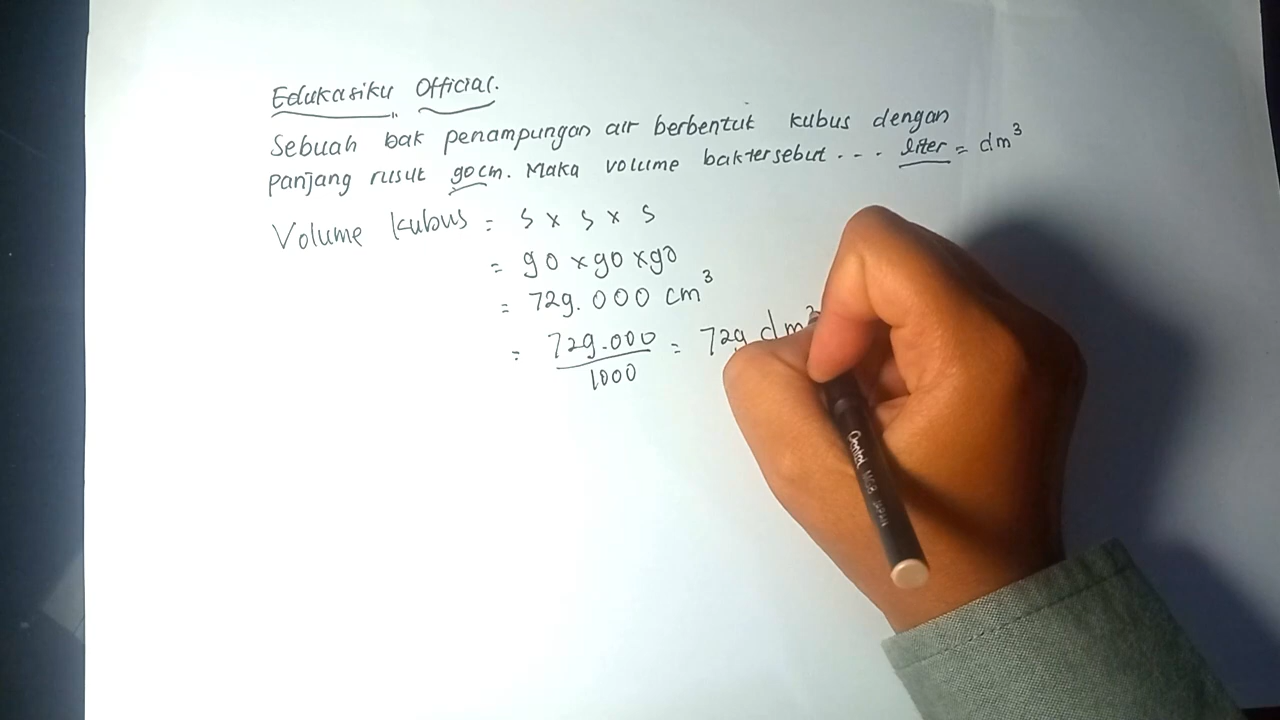 Edukasiku Official.
Sebuah bak penampungan air berbentuk kubus dengan
panjang rusuk 90 cm. Maka volume bak tersebut . . . liter = dm³
Volume Kubus = s x s x s
= 90 x 90 x 90
= 729.000 cm³
= 729.000 / 1000 = 729 dm³
Pentel